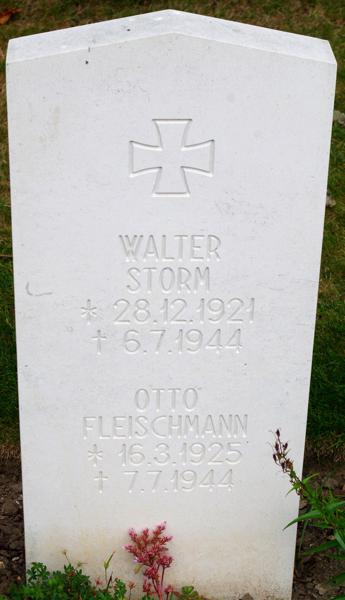 WALTER
STORM
* 28.12.1921
† 6.7.1944
OTTO
FLEISCHMANN
* 16.3.1925
† 7.7.1944